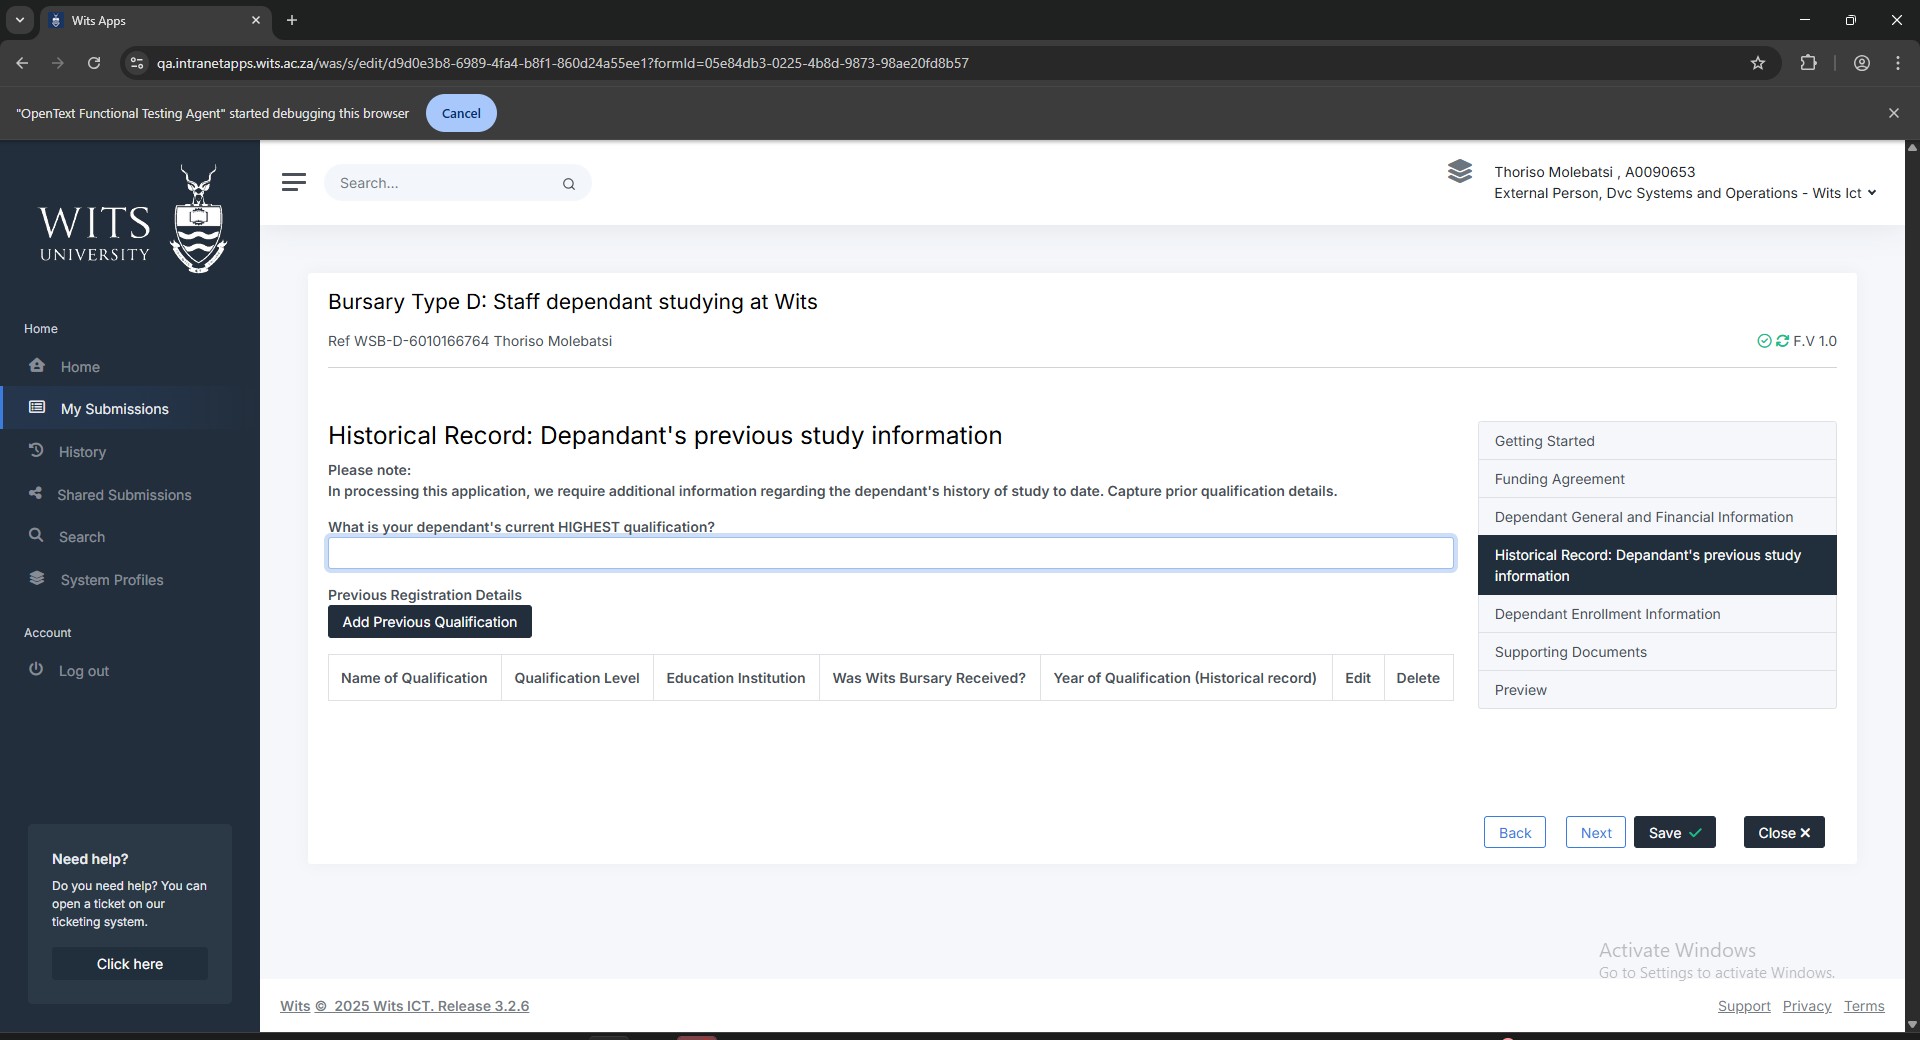 Wits Apps
qa.intranetapps.wits.ac.za/was/s/edit/d9d0e3b8-6989-4fa4-b8f1-860d24a55ee1?formId=05e84db3-0225-4b8d-9873-98ae20fd8b57
"OpenText Functional Testing Agent" started debugging this browser
Cancel
WITS
UNIVERSITY
Search...
Thoriso Molebatsi , A0090653
External Person, Dvc Systems and Operations - Wits Ict
Home
Home
My Submissions
History
Shared Submissions
Search
System Profiles
Account
Log out
Need help?
Do you need help? You can
open a ticket on our
ticketing system.
Click here
Bursary Type D: Staff dependant studying at Wits
Ref WSB-D-6010166764 Thoriso Molebatsi
F.V 1.0
Historical Record: Depandant's previous study information
Please note:
In processing this application, we require additional information regarding the dependant's history of study to date. Capture prior qualification details.
What is your dependant's current HIGHEST qualification?
Previous Registration Details
Add Previous Qualification
Name of Qualification Qualification Level Education Institution Was Wits Bursary Received? Year of Qualification (Historical record) Edit Delete
Getting Started
Funding Agreement
Dependant General and Financial Information
Historical Record: Depandant's previous study
information
Dependant Enrollment Information
Supporting Documents
Preview
Back Next Save Close
Activate Windows
Go to Settings to activate Windows.
Wits © 2025 Wits ICT. Release 3.2.6
Support Privacy Terms